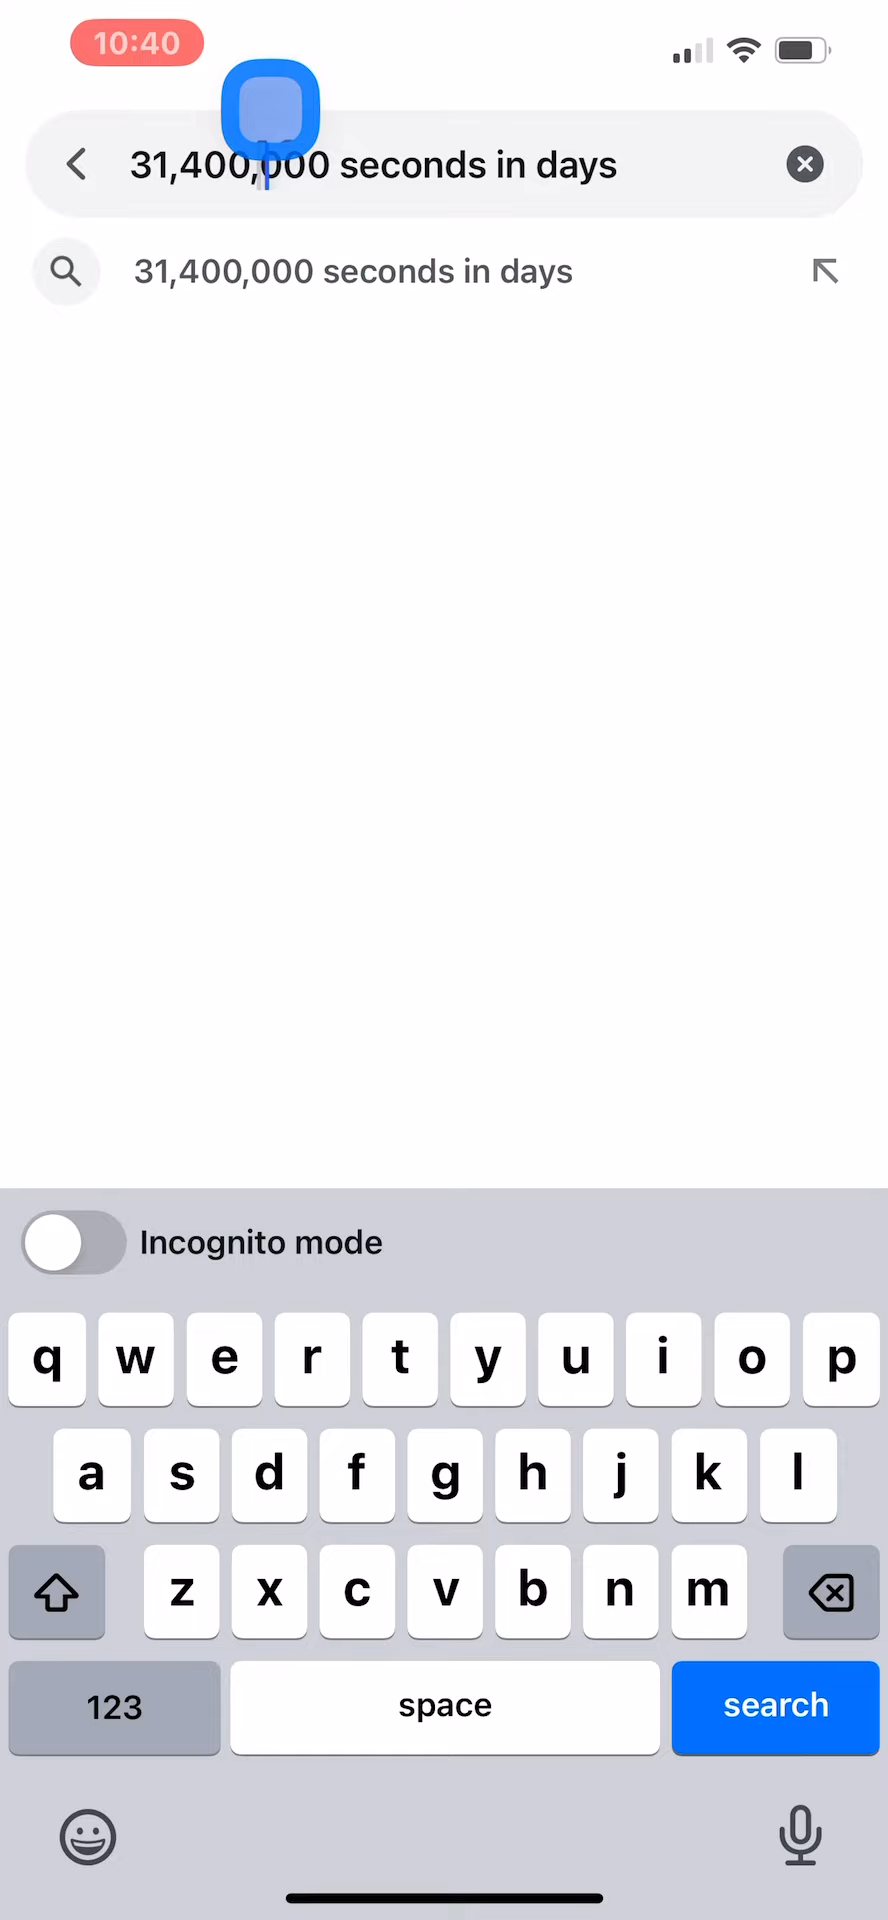 10:40
31,400,000 seconds in days
31,400,000 seconds in days
Incognito mode
q w e r t y u i o p
a s d f g h j k l
z x c v b n m
123 space search